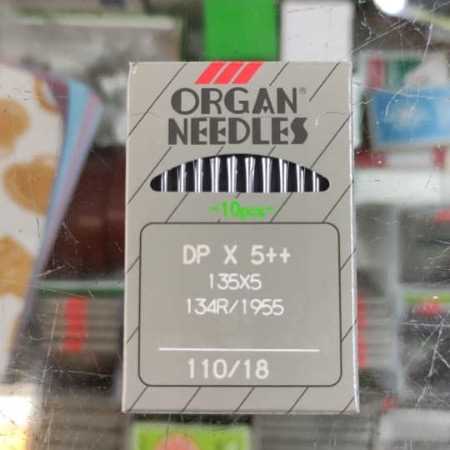 ORGAN®
NEEDLES
-10pcs-
DP X 5++
135X5
134R/1955
110/18